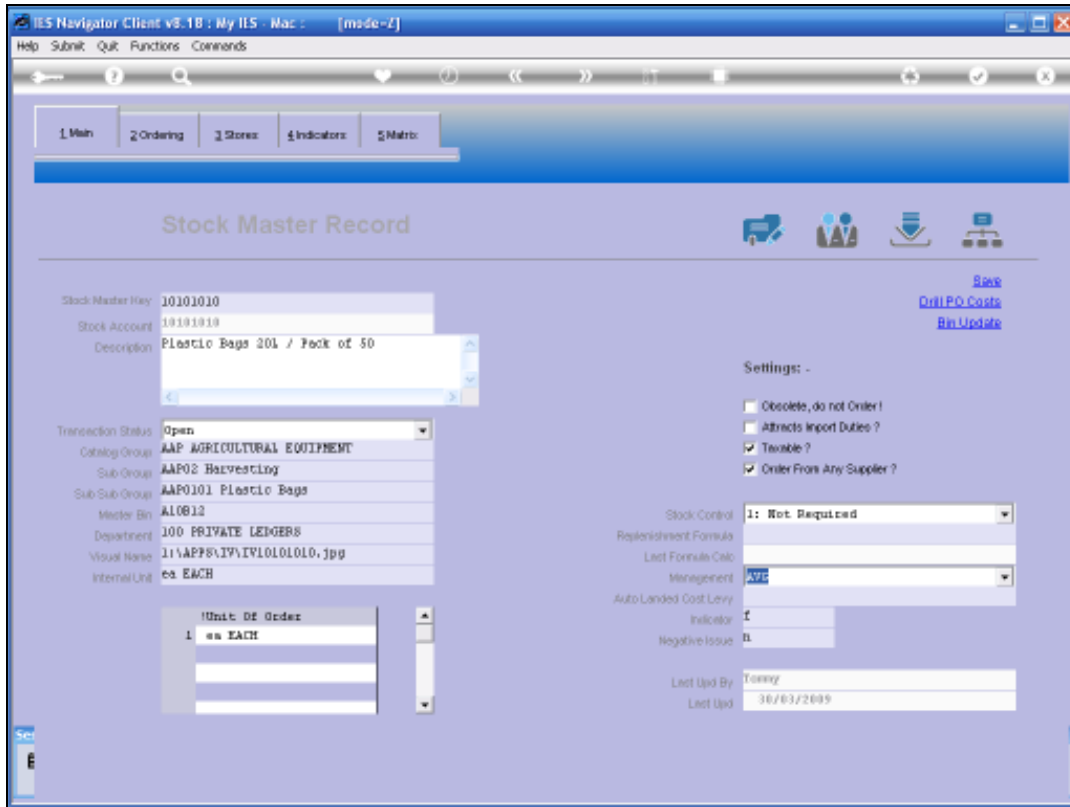 IES Navigator Client v8.18 : My IES - Mac : [mode=Z]
Help Submit Quit Functions Commands
1 Main 2 Ordering 3 Stores 4 Indicators 5 Matrix
Stock Master Record
Save
Drill PO Costs
Bin Update
Stock Master Key 10101010
Stock Account 10101010
Description Plastic Bags 20L / Pack of 50
Settings: -
Obsolete, do not Order !
Attracts Import Duties ?
Taxable ?
Order From Any Supplier ?
Transaction Status Open
Catalog Group AAP AGRICULTURAL EQUIPMENT
Sub Group AAP02 Harvesting
Sub Sub Group AAP0101 Plastic Bags
Master Bin A10B12
Department 100 PRIVATE LEDGERS
Visual Name l:\APPS\IV\IV10101010.jpg
Internal Unit ea EACH
Stock Control 1: Not Required
Replenishment Formula
Last Formula Calc
Management AVE
Auto Landed Cost Levy
Indicator f
Negative Issue n
!Unit Of Order
1 ea EACH
Last Upd By Tommy
Last Upd 30/03/2009